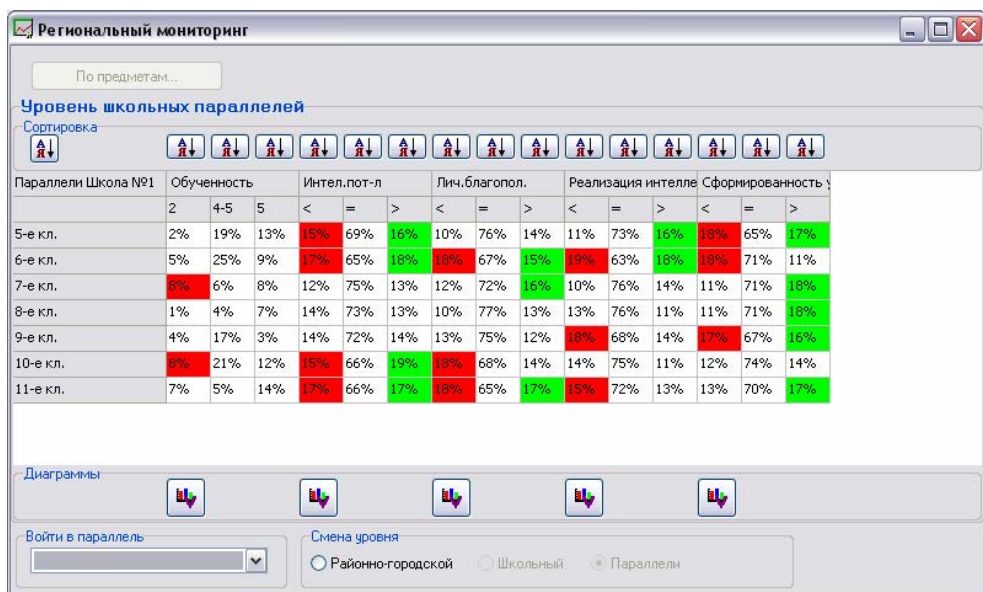 Региональный мониторинг
По предметам...
Уровень школьных параллелей
Сортировка
Параллели Школа №1 Обученность Интел.пот-л Лич.благопол. Реализация интелле Сформированность у
2 4-5 5 < = > < = > < = > < = >
5-е кл. 2% 19% 13% 15% 69% 16% 10% 76% 14% 11% 73% 16% 18% 65% 17%
6-е кл. 5% 25% 9% 17% 65% 18% 18% 67% 15% 19% 63% 18% 18% 71% 11%
7-е кл. 8% 6% 8% 12% 75% 13% 12% 72% 16% 10% 76% 14% 11% 71% 18%
8-е кл. 1% 4% 7% 14% 73% 13% 10% 77% 13% 13% 76% 11% 11% 71% 18%
9-е кл. 4% 17% 3% 14% 72% 14% 13% 75% 12% 18% 68% 14% 17% 67% 16%
10-е кл. 8% 21% 12% 15% 66% 19% 18% 68% 14% 14% 75% 11% 12% 74% 14%
11-е кл. 7% 5% 14% 17% 66% 17% 18% 65% 17% 15% 72% 13% 13% 70% 17%
Диаграммы
Войти в параллель Смена уровня
Районно-городской Школьный Параллели